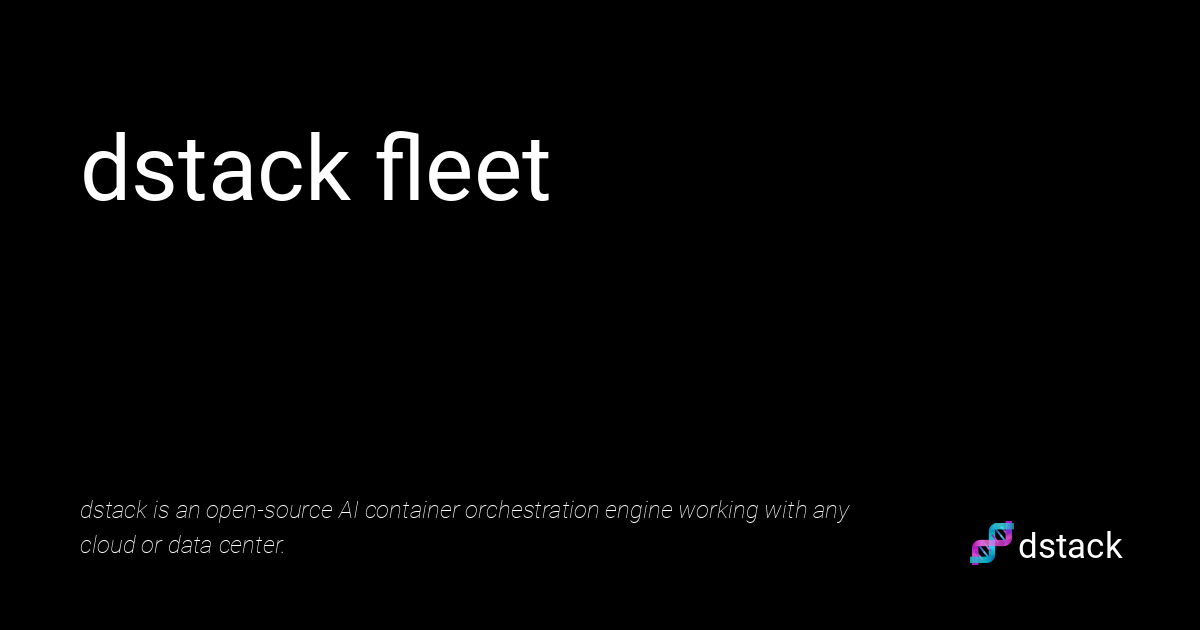 dstack fleet
dstack is an open-source AI container orchestration engine working with any
cloud or data center.
dstack